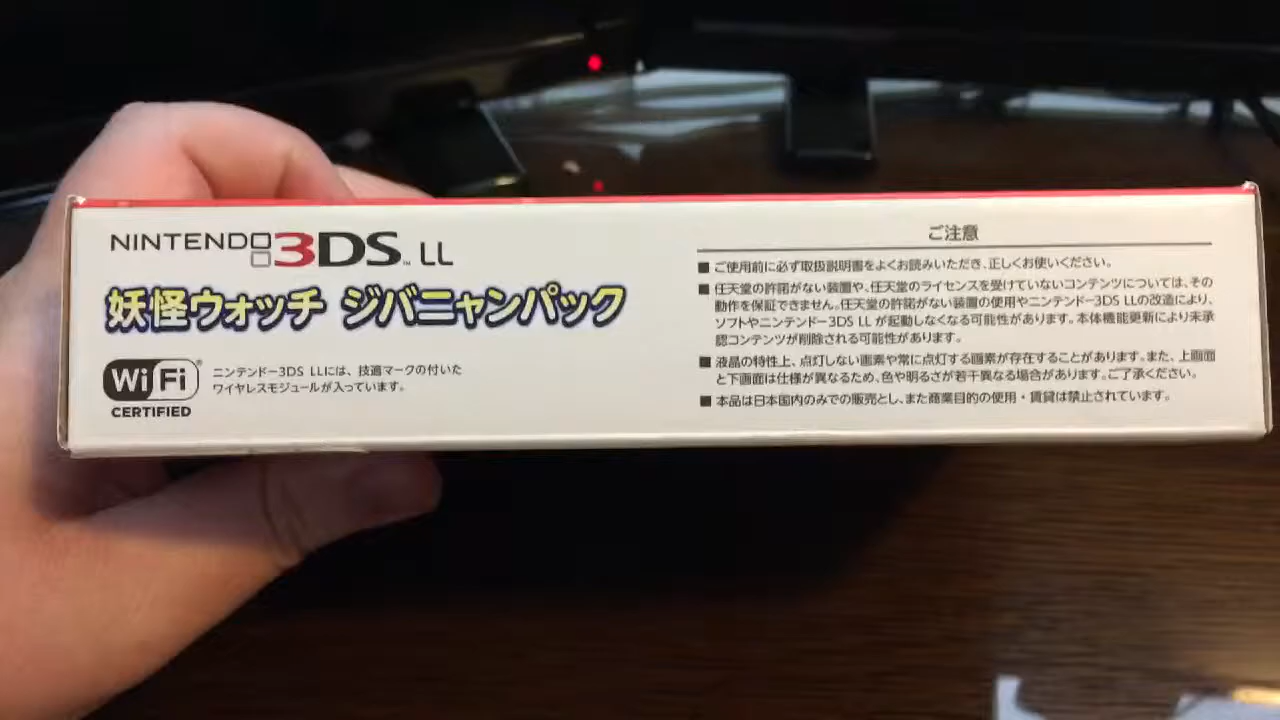 NINTENDO3DS™ LL
妖怪ウォッチ ジバニャンパック
Wi Fi®
CERTIFIED
ニンテンドー3DS LLには、技適マークの付いた
ワイヤレスモジュールが入っています。
ご注意
■ ご使用前に必ず取扱説明書をよくお読みいただき、正しくお使いください。
■ 任天堂の許諾がない装置や、任天堂のライセンスを受けていないコンテンツについては、その
動作を保証できません。任天堂の許諾がない装置の使用やニンテンドー3DS LLの改造により、
ソフトやニンテンドー3DS LL が起動しなくなる可能性があります。本体機能更新により未承
認コンテンツが削除される可能性があります。
■ 液晶の特性上、点灯しない画素や常に点灯する画素が存在することがあります。また、上画面
と下画面は仕様が異なるため、色や明るさが若干異なる場合があります。ご了承ください。
■ 本品は日本国内のみでの販売とし、また商業目的の使用・賃貸は禁止されています。